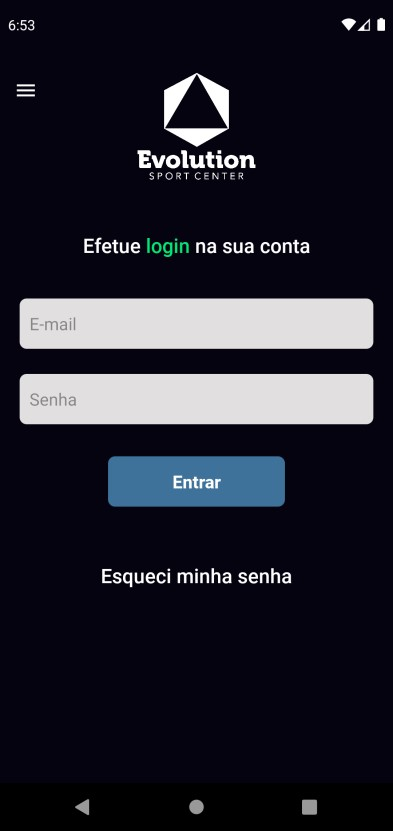 6:53
Evolution
SPORT CENTER
Efetue login na sua conta
E-mail
Senha
Entrar
Esqueci minha senha